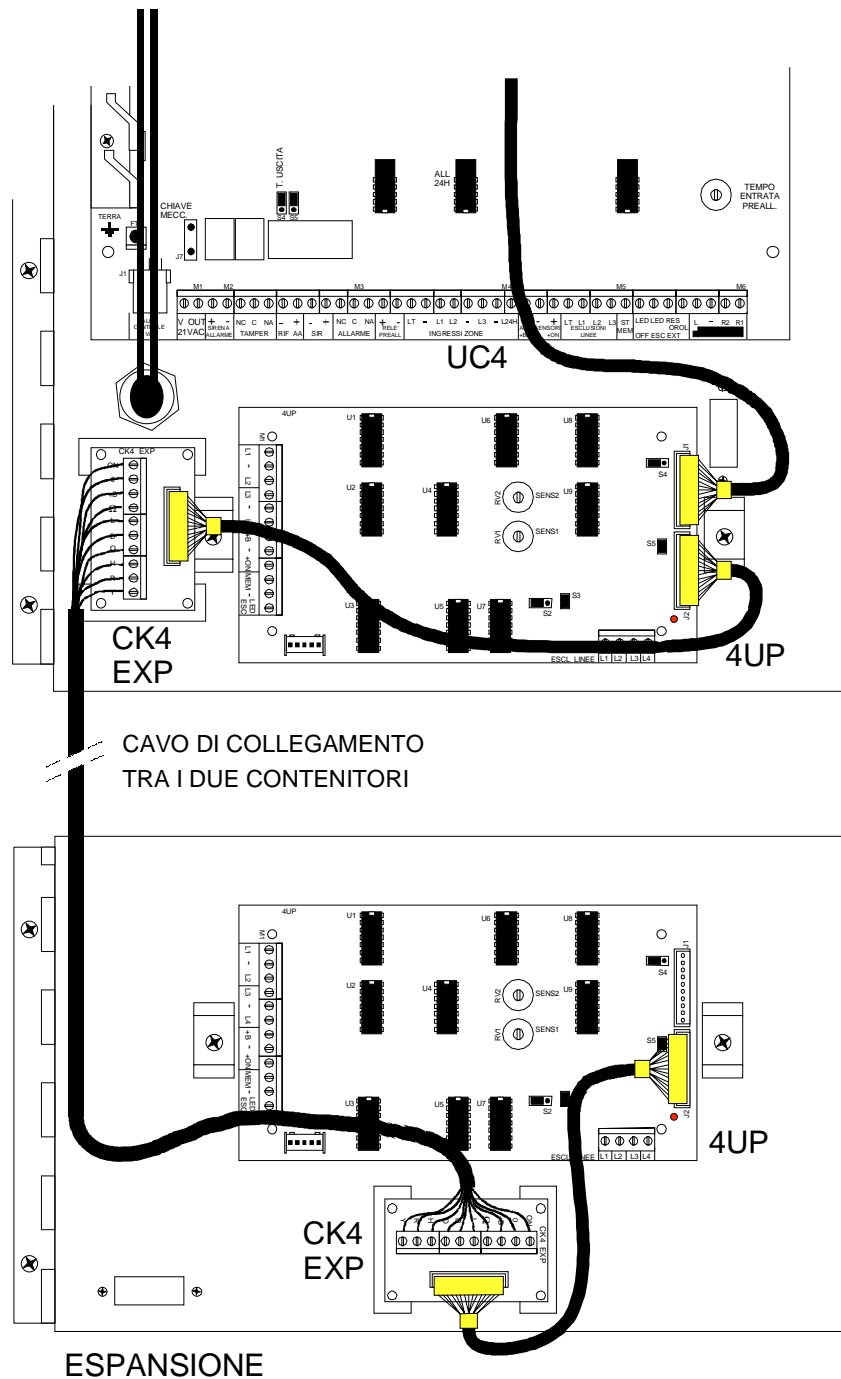 T. USCITA
ALL
24H
TEMPO
ENTRATA
PREALL.
CHIAVE
MECC.
TERRA
S4 S5
J7
J1
M1 M2 M3 M5 M6
V OUT + - NC C NA - + - + NC C NA + - LT - L1 L2 - L3 - L24H - + LT L1 L2 L3 ST LED LED RES L - R2 R1
21VAC SIRENA ALLARME TAMPER RIF AA SIR ALLARME RELE' PREALL INGRESSI ZONE +ON ESCLUSIONI LINEE MEM OFF ESC EXT OROL
UC4
4UP
CK4 EXP
M1
L1 - L2 L3 -
+ON MEM - LED
ESC
U1
U6
U8
U2
U4
U9
RV2 SENS2
RV1 SENS1
U3
U5
U7
S2
S3
J1
S4
S5
J2
ESCL LINEE L1 L2 L3 L4
4UP
CK4
EXP
CAVO DI COLLEGAMENTO
TRA I DUE CONTENITORI
4UP
M1
L1 - L2 L3 - L4 +B - +ON MEM - LED
ESC
U1
U6
U8
U2
U4
U9
RV2 SENS2
RV1 SENS1
U3
U5
U7
S2
J1
S4
S5
J2
L1 L2 L3 L4
4UP
CK4
EXP
CK4 EXP
ESPANSIONE